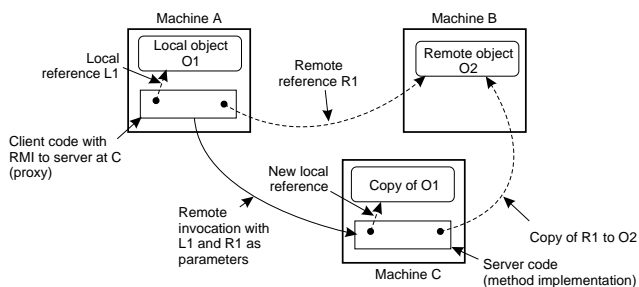 Machine A
Machine B
Local object
O1
Remote object
O2
Local
reference L1
Remote
reference R1
Client code with
RMI to server at C
(proxy)
New local
reference
Copy of O1
Remote
invocation with
L1 and R1 as
parameters
Copy of R1 to O2
Server code
(method implementation)
Machine C